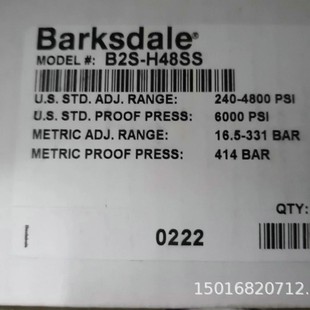 Barksdale®
MODEL #: B2S-H48SS
U.S. STD. ADJ. RANGE: 240-4800 PSI
U.S. STD. PROOF PRESS: 6000 PSI
METRIC ADJ. RANGE: 16.5-331 BAR
METRIC PROOF PRESS: 414 BAR
QTY:
0222
15016820712.